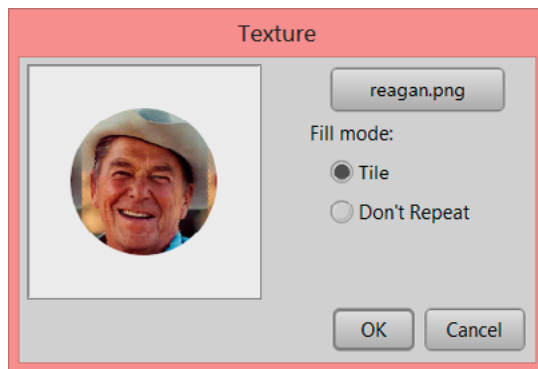 Texture
reagan.png
Fill mode:
Tile
Don't Repeat
OK
Cancel